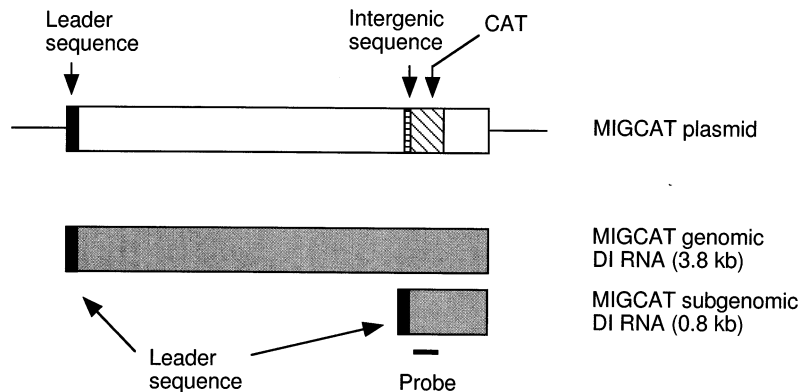 Leader
sequence
Intergenic
sequence
CAT
MIGCAT plasmid
MIGCAT genomic
DI RNA (3.8 kb)
MIGCAT subgenomic
DI RNA (0.8 kb)
Leader
sequence
Probe